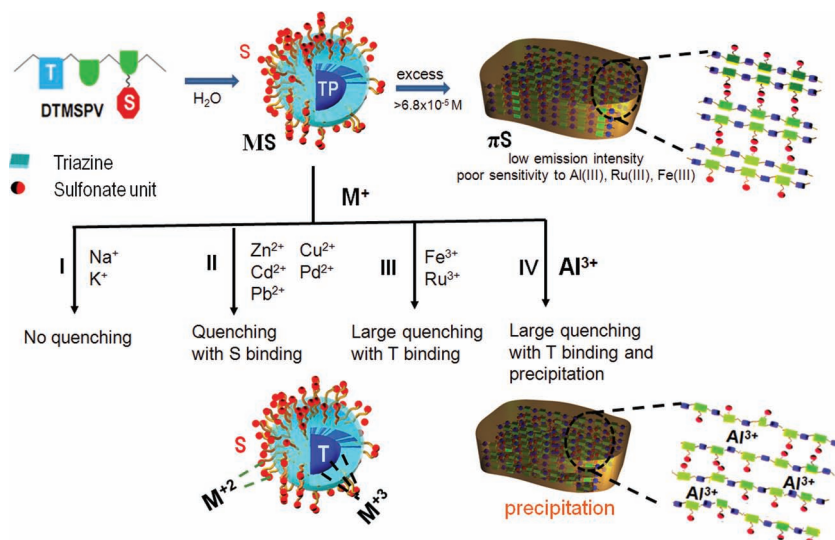 T
S
DTMSPV
H₂O
S
TP
MS
excess
>6.8x10⁻⁵ M
πS
low emission intensity
poor sensitivity to Al(III), Ru(III), Fe(III)
Triazine
Sulfonate unit
M⁺
I
Na⁺
K⁺
II
Zn²⁺ Cu²⁺
Cd²⁺ Pd²⁺
Pb²⁺
III
Fe³⁺
Ru³⁺
IV
Al³⁺
No quenching
Quenching
with S binding
Large quenching
with T binding
Large quenching
with T binding and
precipitation
S
T
M⁺²
M⁺³
precipitation
Al³⁺
Al³⁺
Al³⁺